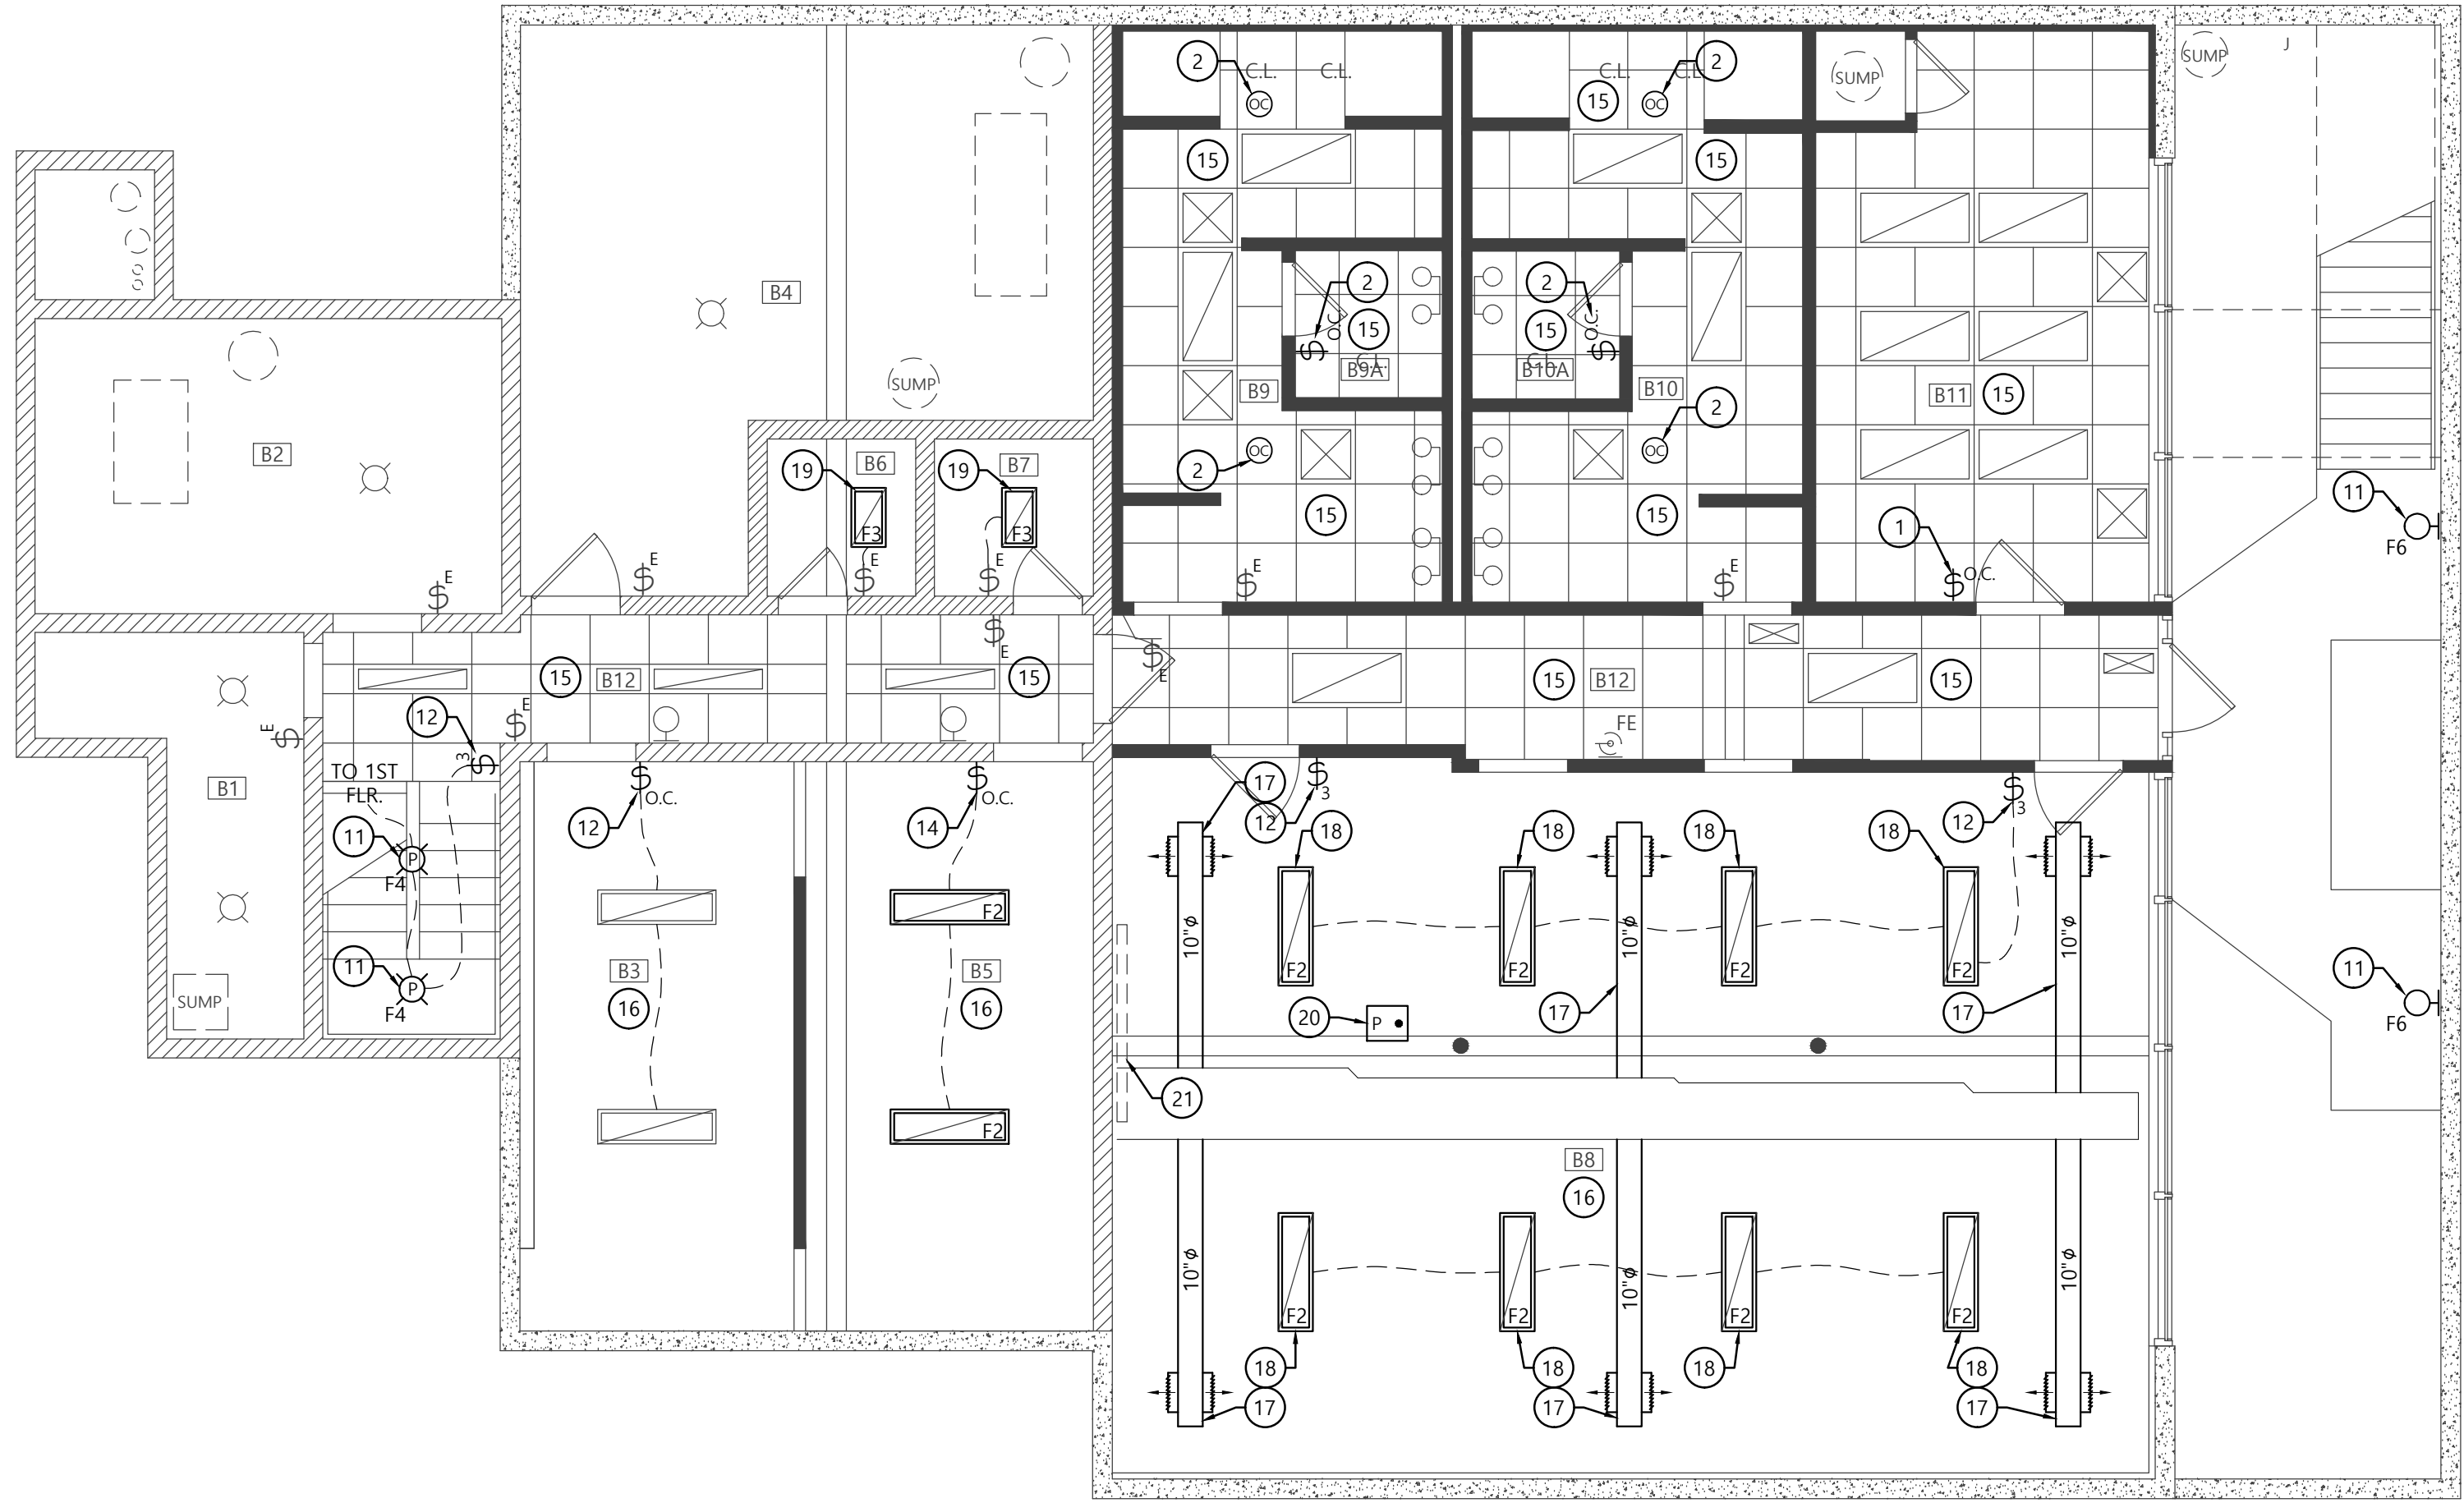 SUMP
J
2
C.L.
C.L.
OC
C.L.
C.L.
2
15
OC
SUMP
15
15
B4
2
O.C.
$
15
C.L.
B9A
2
O.C.
$
15
C.L.
B10A
SUMP
B9
B10
B11
15
2
OC
2
OC
B2
19
B6
F3
19
B7
F3
11
F6
15
15
1
$ O.C.
$ E
$ E
$ E
$ E
$ E
$ E
$ E
$ E
15
B12
15
15
B12
15
12
$ E
$ E
3 $
FE
B1
TO 1ST
FLR.
11
P
F4
11
P
F4
SUMP
12
$ O.C.
14
$ O.C.
17
12
$ 3
12
$ 3
18
18
18
18
F2
10"ø
10"ø
10"ø
F2
F2
F2
F2
B3
16
B5
16
20
P
17
17
11
F6
21
F2
B8
16
10"ø
10"ø
10"ø
F2
F2
F2
F2
18
18
18
18
17
17
17